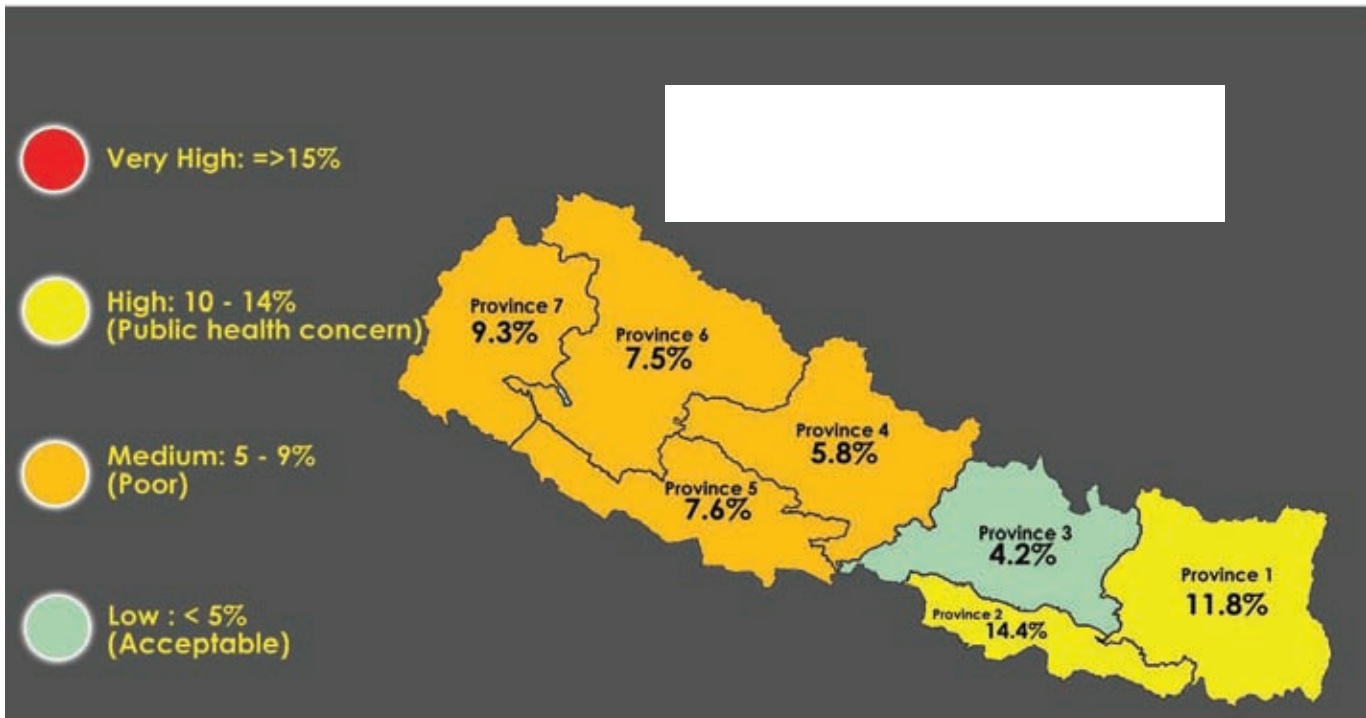 Very High: =>15%
High: 10 - 14%
(Public health concern)
Medium: 5 - 9%
(Poor)
Low : < 5%
(Acceptable)
Province 7
9.3%
Province 6
7.5%
Province 4
5.8%
Province 5
7.6%
Province 3
4.2%
Province 1
11.8%
Province 2
14.4%